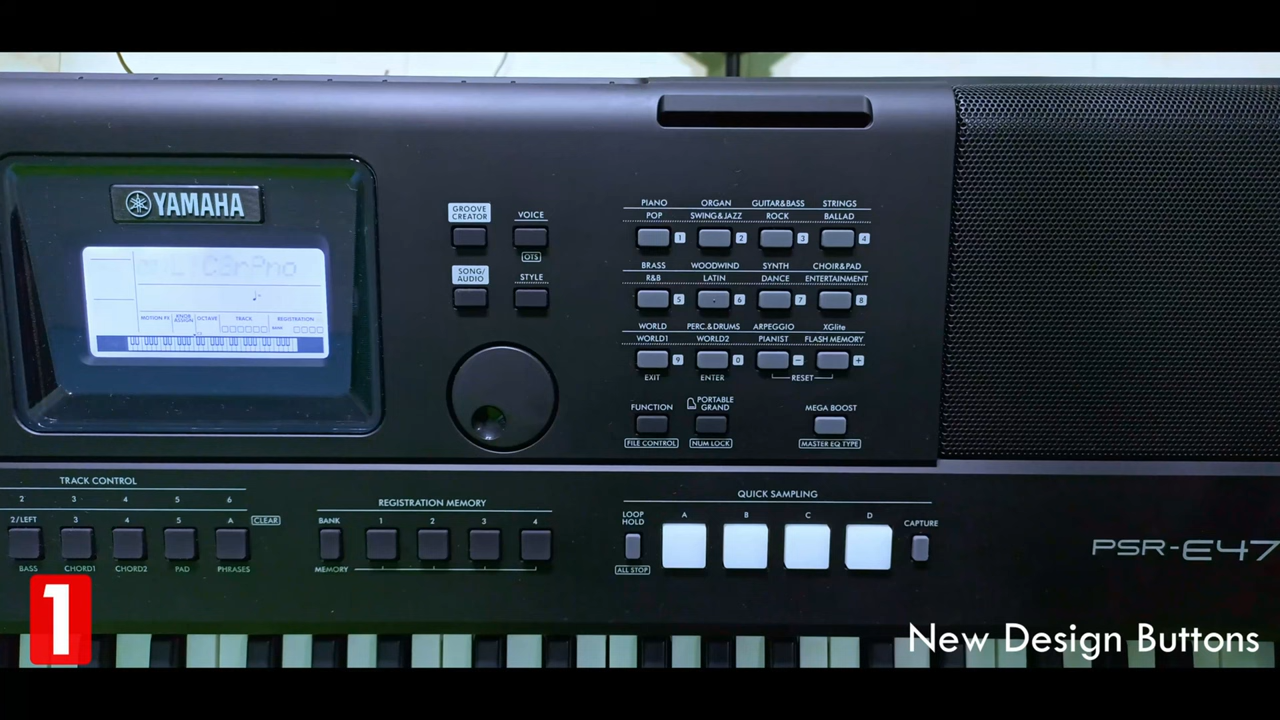 YAMAHA
MOTION FX
KNOB ASSIGN
OCTAVE
TRACK
REGISTRATION
GROOVE CREATOR
VOICE
OTS
SONG/AUDIO
STYLE
PIANO ORGAN GUITAR&BASS STRINGS
POP SWING&JAZZ ROCK BALLAD
1 2 3 4
BRASS WOODWIND SYNTH CHOIR&PAD
R&B LATIN DANCE ENTERTAINMENT
5 6 7 8
WORLD PERC.&DRUMS ARPEGGIO XGlite
WORLD1 WORLD2 PIANIST FLASH MEMORY
9 0 − +
EXIT ENTER RESET
FUNCTION PORTABLE GRAND MEGA BOOST
FILE CONTROL NUM LOCK MASTER EQ TYPE
TRACK CONTROL
2 3 4 5 6
2/LEFT 3 4 5 A CLEAR
BASS CHORD1 CHORD2 PAD PHRASES
REGISTRATION MEMORY
BANK 1 2 3 4
MEMORY
QUICK SAMPLING
LOOP HOLD A B C D CAPTURE
ALL STOP
PSR-E47
1
New Design Buttons